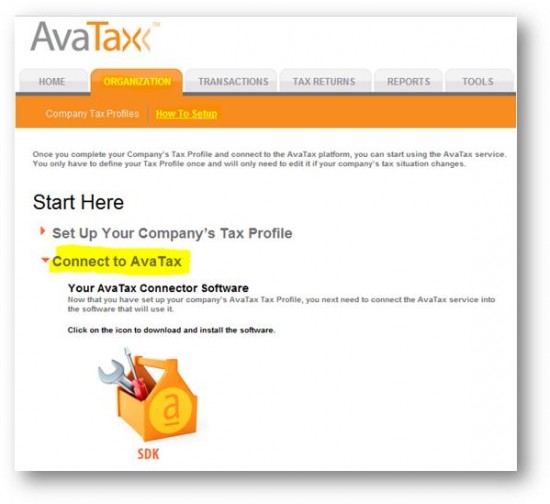 AvaTax
HOME ORGANIZATION TRANSACTIONS TAX RETURNS REPORTS TOOLS
Company Tax Profiles How To Setup
Once you complete your Company's Tax Profile and connect to the AvaTax platform, you can start using the AvaTax service.
You only have to define your Tax Profile once and will only need to edit it if your company's tax situation changes.
Start Here
Set Up Your Company's Tax Profile
Connect to AvaTax
Your AvaTax Connector Software
Now that you have set up your company's AvaTax Tax Profile, you next need to connect the AvaTax service into
the software that will use it.
Click on the icon to download and install the software.
a
SDK